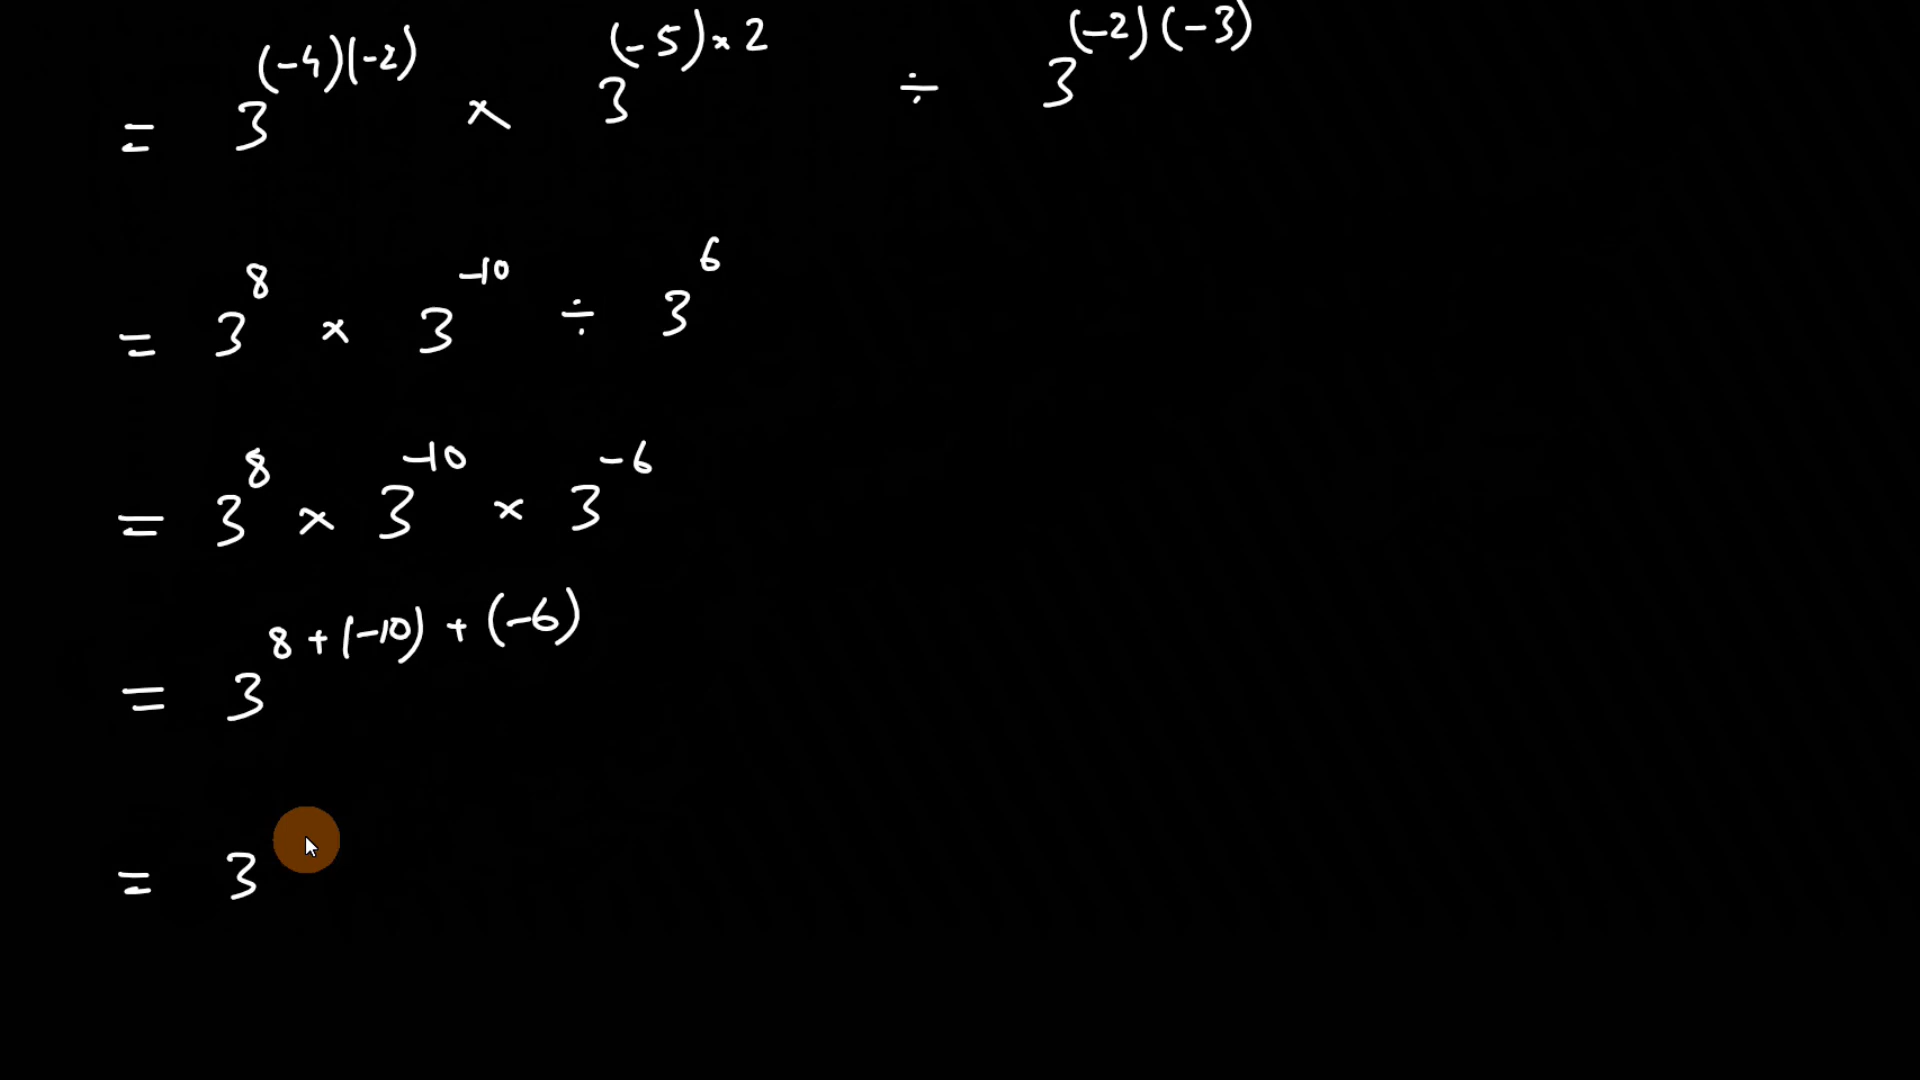 = 3^(-4)(-2) × 3^(-5)×2 ÷ 3^(-2)(-3)
= 3^8 × 3^-10 ÷ 3^6
= 3^8 × 3^-10 × 3^-6
= 3^8+(-10)+(-6)
= 3